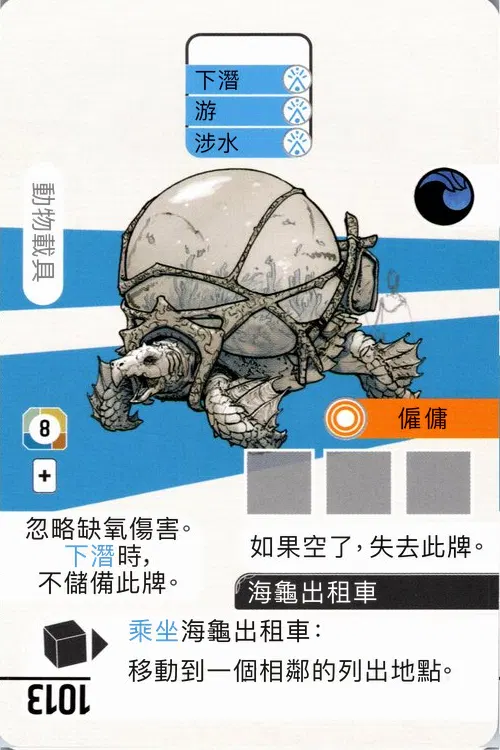 下潛
游
涉水
動物載具
僱傭
8
+
忽略缺氧傷害。
下潛時,
不儲備此牌。
如果空了,失去此牌。
海龜出租車
乘坐海龜出租車:
移動到一個相鄰的列出地點。
1013